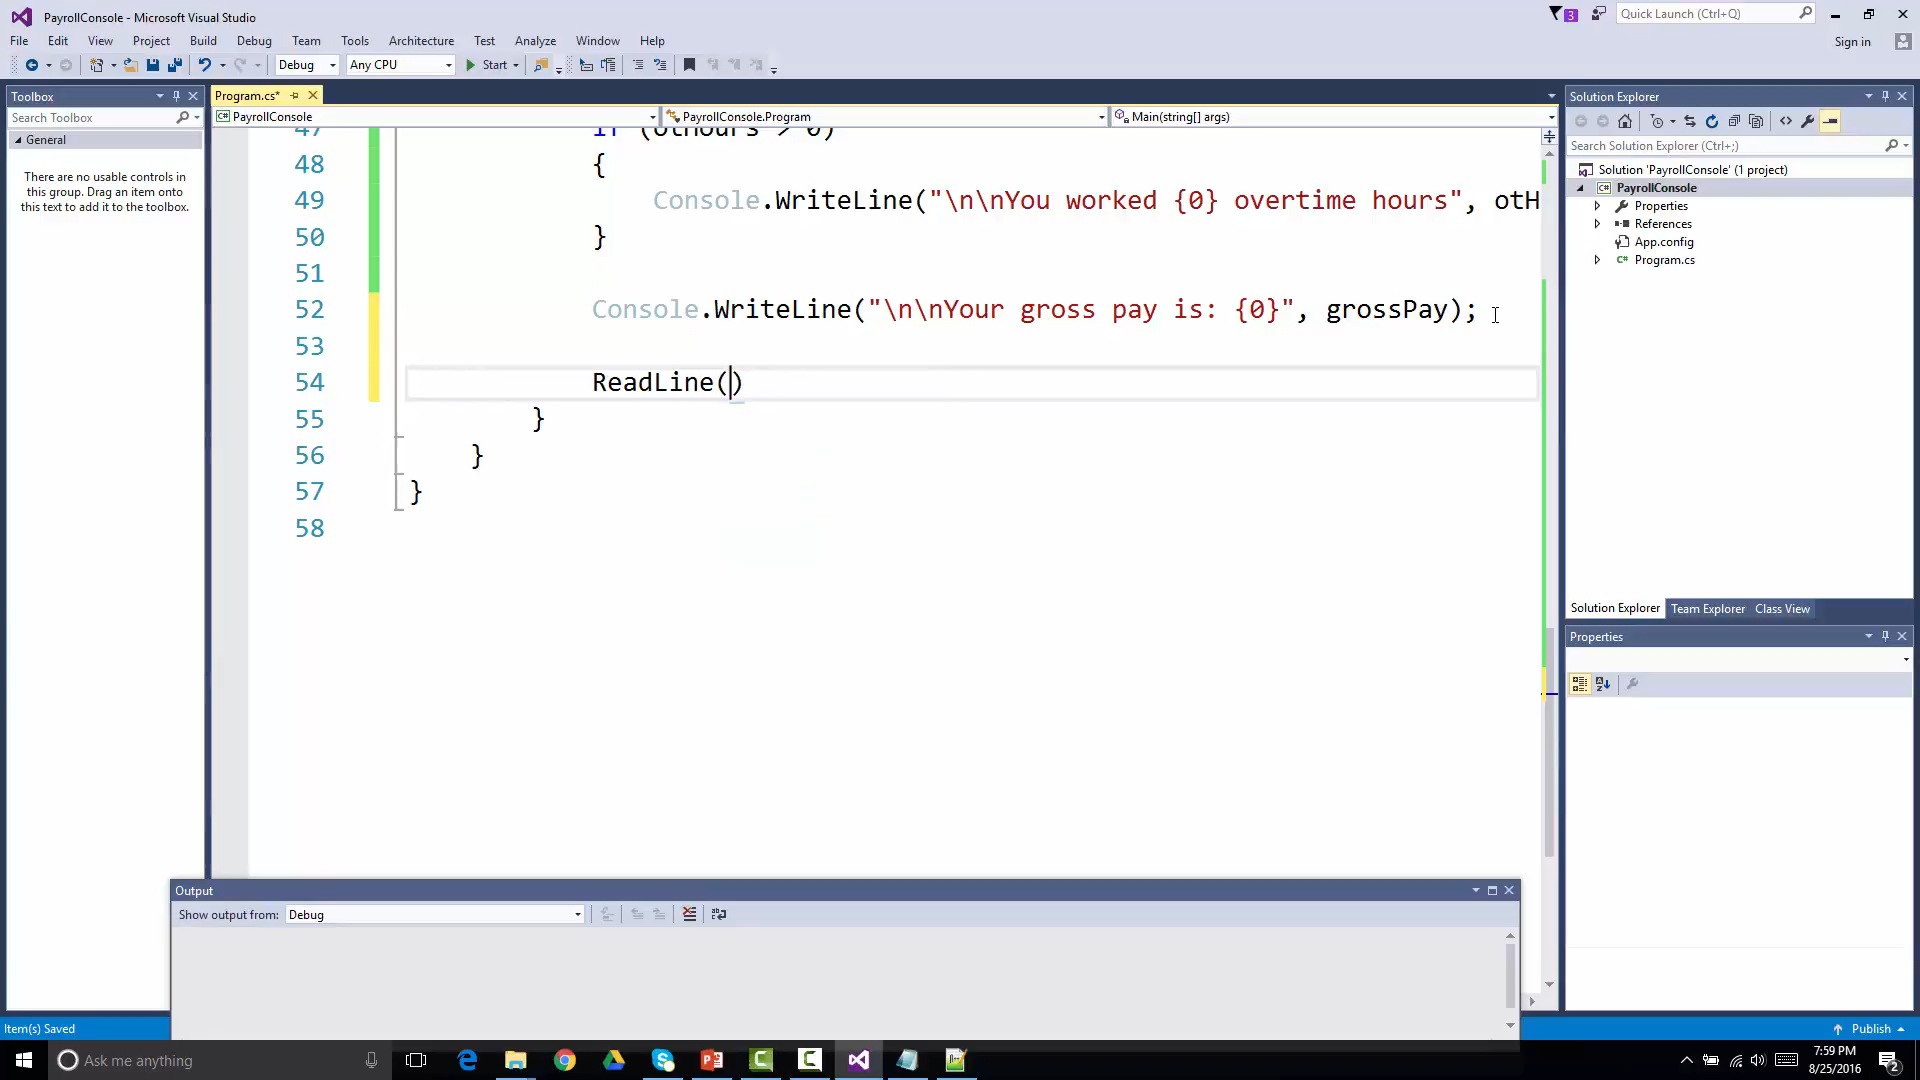 PayrollConsole - Microsoft Visual Studio
3
Quick Launch (Ctrl+Q)
File Edit View Project Build Debug Team Tools Architecture Test Analyze Window Help
Sign in
Debug Any CPU Start
Toolbox
Search Toolbox
General
There are no usable controls in
this group. Drag an item onto
this text to add it to the toolbox.
Program.cs*
PayrollConsole PayrollConsole.Program Main(string[] args)
47 if (otHours > 0)
48 {
49 Console.WriteLine("\n\nYou worked {0} overtime hours", otH
50 }
51
52 Console.WriteLine("\n\nYour gross pay is: {0}", grossPay);
53
54 ReadLine()
55 }
56 }
57 }
58
Solution Explorer
Search Solution Explorer (Ctrl+;)
Solution 'PayrollConsole' (1 project)
PayrollConsole
Properties
References
App.config
Program.cs
Solution Explorer Team Explorer Class View
Properties
Output
Show output from: Debug
Item(s) Saved
Publish
Ask me anything
7:59 PM
8/25/2016
2